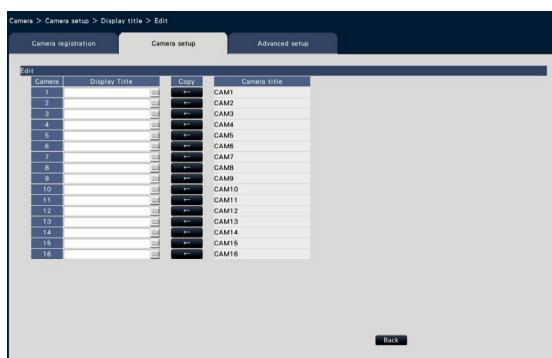 Camera > Camera setup > Display title > Edit
Camera registration Camera setup Advanced setup
Edit
Camera Display Title Copy Camera title
1 ← CAM1
2 ← CAM2
3 ← CAM3
4 ← CAM4
5 ← CAM5
6 ← CAM6
7 ← CAM7
8 ← CAM8
9 ← CAM9
10 ← CAM10
11 ← CAM11
12 ← CAM12
13 ← CAM13
14 ← CAM14
15 ← CAM15
16 ← CAM16
Back